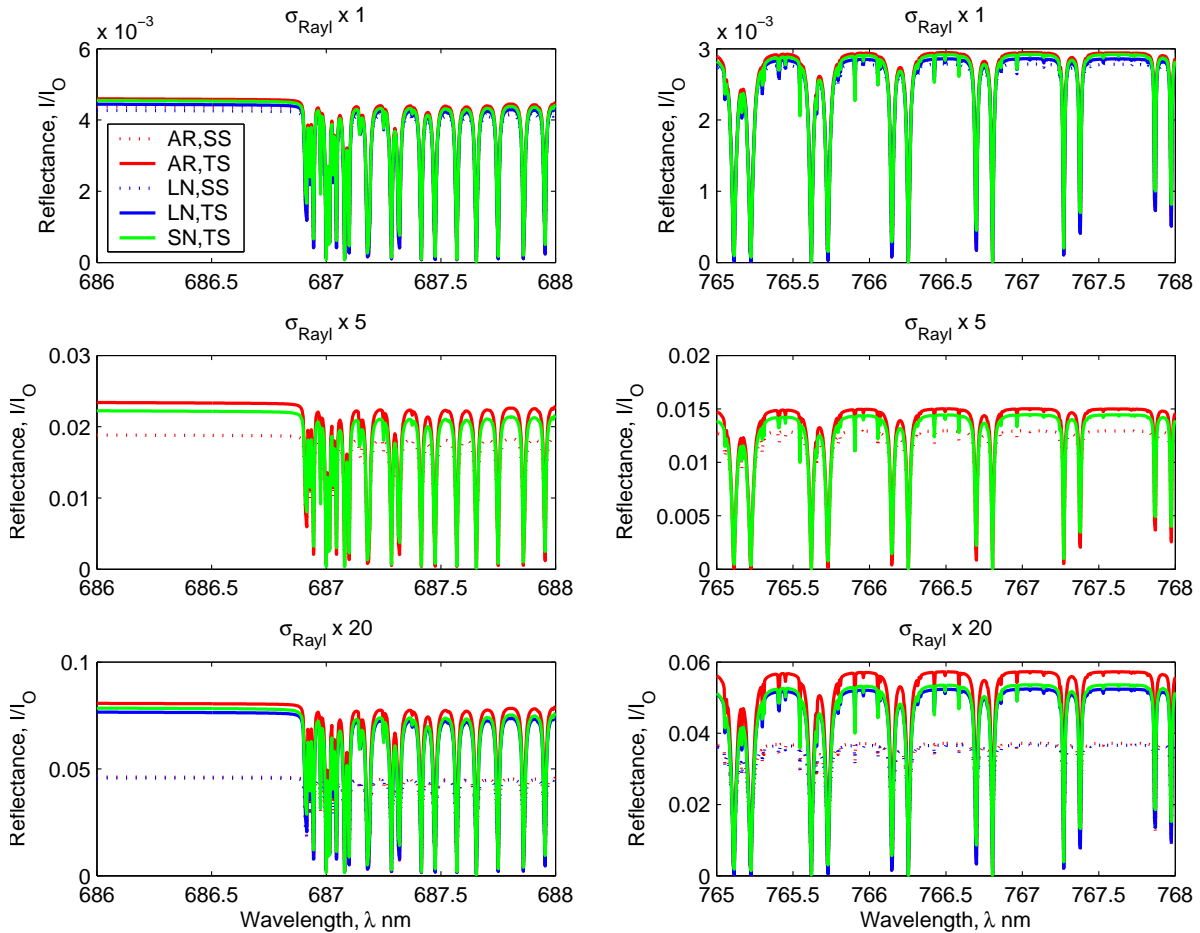 σRayl x 1
x 10−3
Reflectance, I/IO
6
4
2
0
AR,SS
AR,TS
LN,SS
LN,TS
SN,TS
686 686.5 687 687.5 688
σRayl x 1
x 10−3
Reflectance, I/IO
3
2
1
0
765 765.5 766 766.5 767 767.5 768
σRayl x 5
Reflectance, I/IO
0.03
0.02
0.01
0
686 686.5 687 687.5 688
σRayl x 5
Reflectance, I/IO
0.02
0.015
0.01
0.005
0
765 765.5 766 766.5 767 767.5 768
σRayl x 20
Reflectance, I/IO
0.1
0.05
0
686 686.5 687 687.5 688
Wavelength, λ nm
σRayl x 20
Reflectance, I/IO
0.06
0.04
0.02
0
765 765.5 766 766.5 767 767.5 768
Wavelength, λ nm